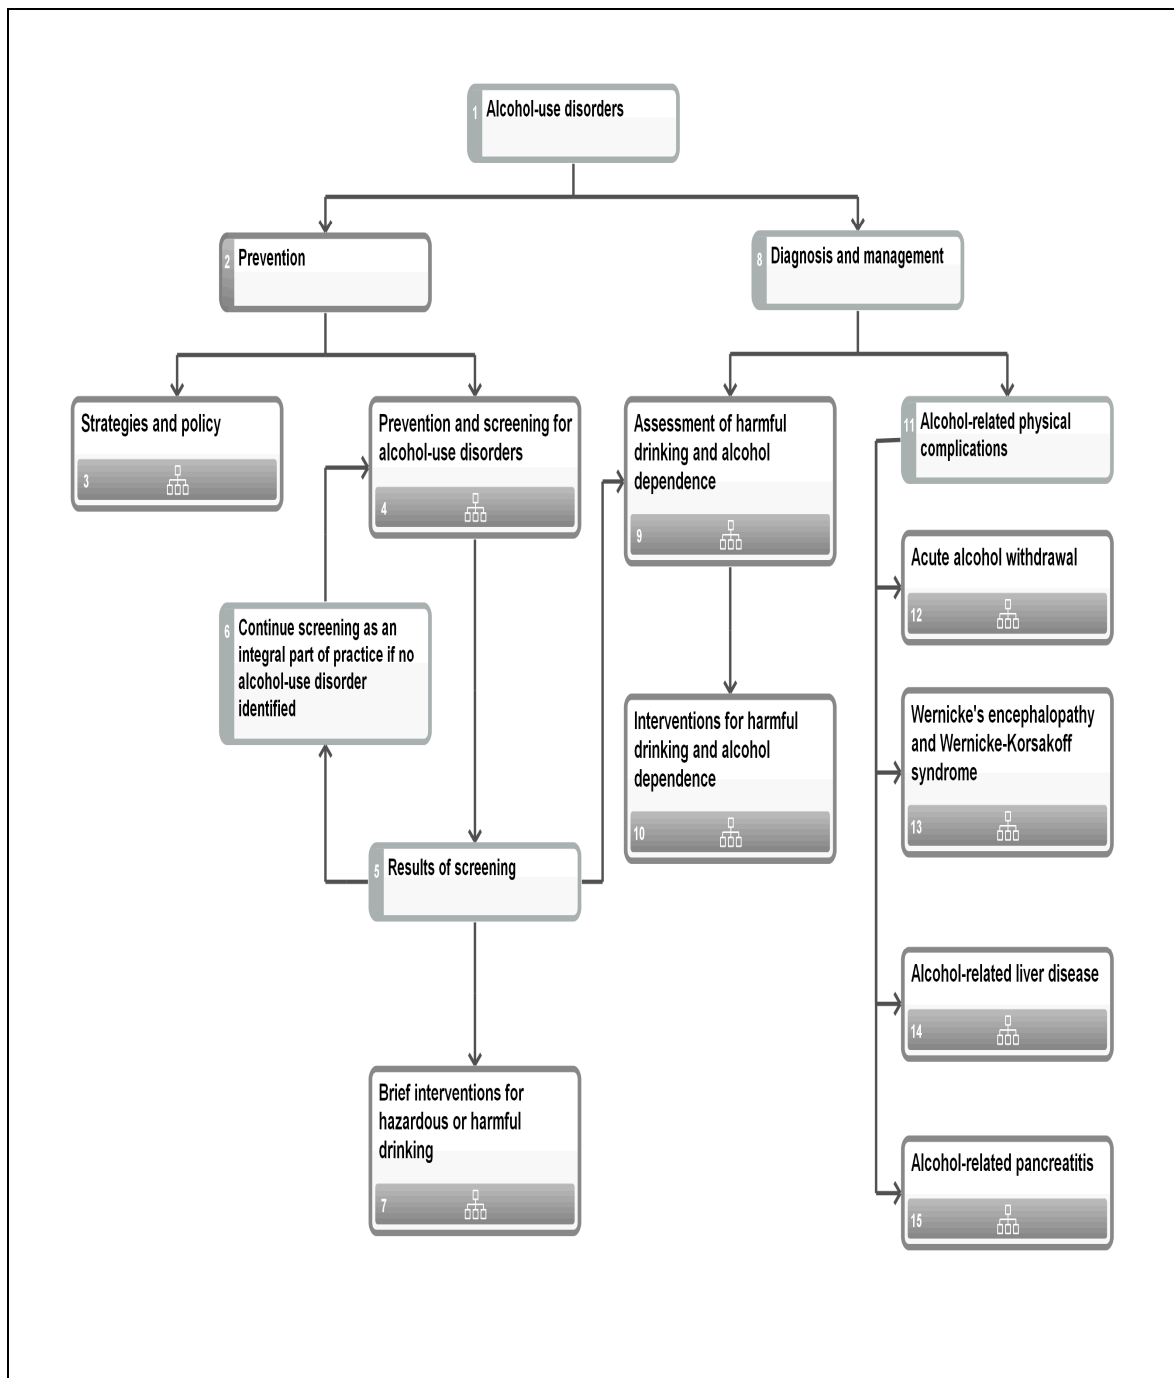 1
Alcohol-use disorders
2
Prevention
8
Diagnosis and management
Strategies and policy
3
Prevention and screening for
alcohol-use disorders
4
Assessment of harmful
drinking and alcohol
dependence
9
11
Alcohol-related physical
complications
Acute alcohol withdrawal
12
6
Continue screening as an
integral part of practice if no
alcohol-use disorder
identified
Interventions for harmful
drinking and alcohol
dependence
10
Wernicke's encephalopathy
and Wernicke-Korsakoff
syndrome
13
5
Results of screening
Alcohol-related liver disease
14
Brief interventions for
hazardous or harmful
drinking
7
Alcohol-related pancreatitis
15